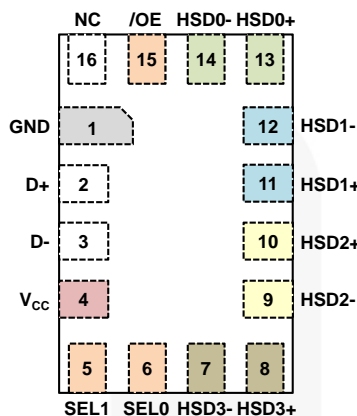 NC /OE HSD0- HSD0+
16 15 14 13
GND 1 12 HSD1-
D+ 2 11 HSD1+
D- 3 10 HSD2+
VCC 4 9 HSD2-
5 6 7 8
SEL1 SEL0 HSD3- HSD3+